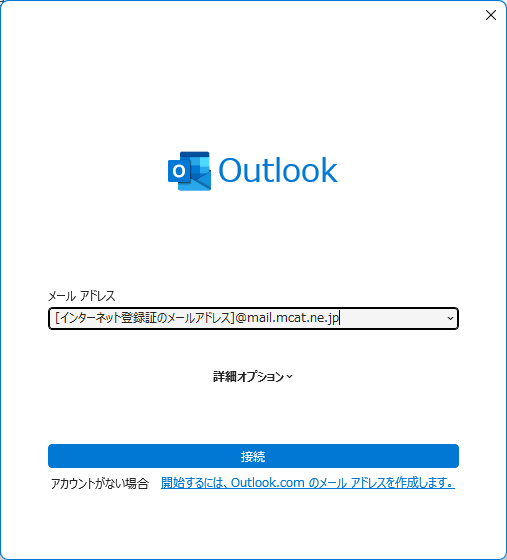 Outlook
メール アドレス
[インターネット登録証のメールアドレス]@mail.mcat.ne.jp
詳細オプション
接続
アカウントがない場合 開始するには、Outlook.com のメール アドレスを作成します。